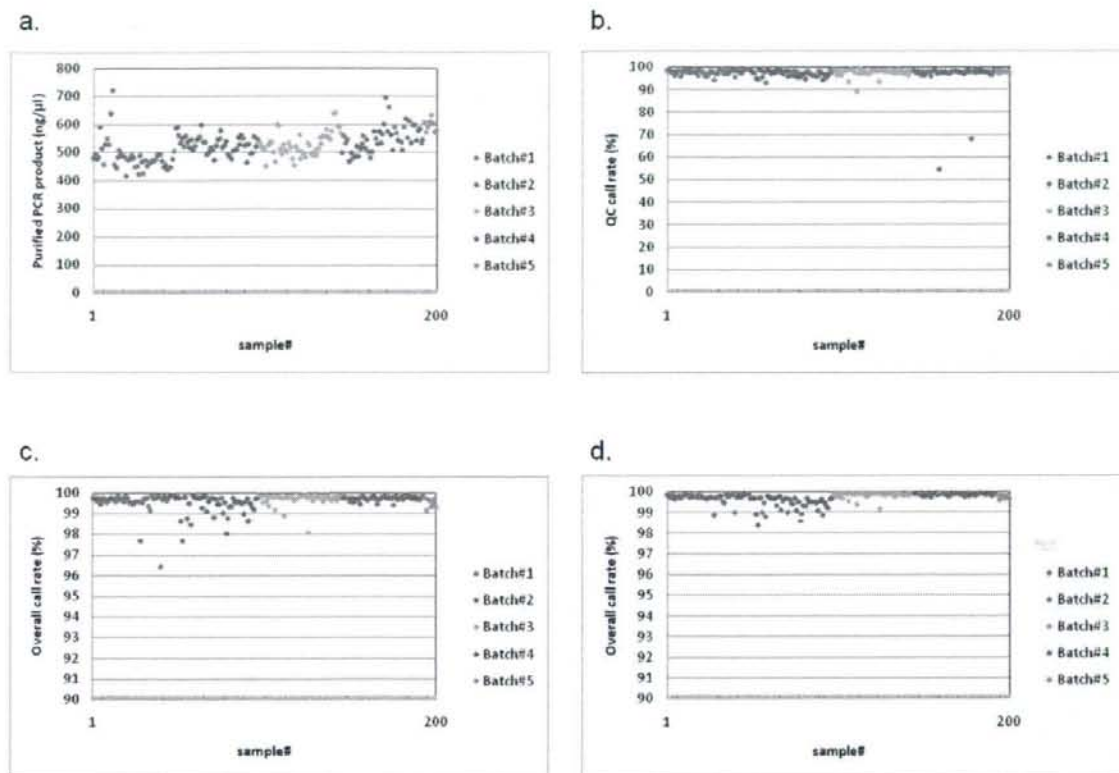 a.
800
700
600
500
400
300
200
100
0
Purified PCR product (ng/µl)
1
200
sample#
Batch#1
Batch#2
Batch#3
Batch#4
Batch#5
b.
100
90
80
70
60
50
40
30
20
10
0
QC call rate (%)
1
200
sample#
Batch#1
Batch#2
Batch#3
Batch#4
Batch#5
c.
100
99
98
97
96
95
94
93
92
91
90
Overall call rate (%)
1
200
sample#
Batch#1
Batch#2
Batch#3
Batch#4
Batch#5
d.
100
99
98
97
96
95
94
93
92
91
90
Overall call rate (%)
1
200
sample#
Batch#1
Batch#2
Batch#3
Batch#4
Batch#5